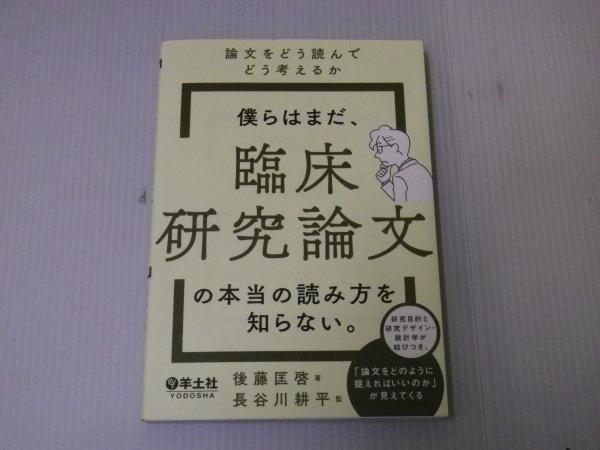 論文をどう読んで
どう考えるか
僕らはまだ、
臨床
研究論文
の本当の読み方を
知らない。
研究目的と
研究デザイン・
統計学が
結びつき。
「論文をどのように
捉えればいいのか」
が見えてくる
羊土社
YODOSHA
後藤匡啓 著
長谷川耕平 監